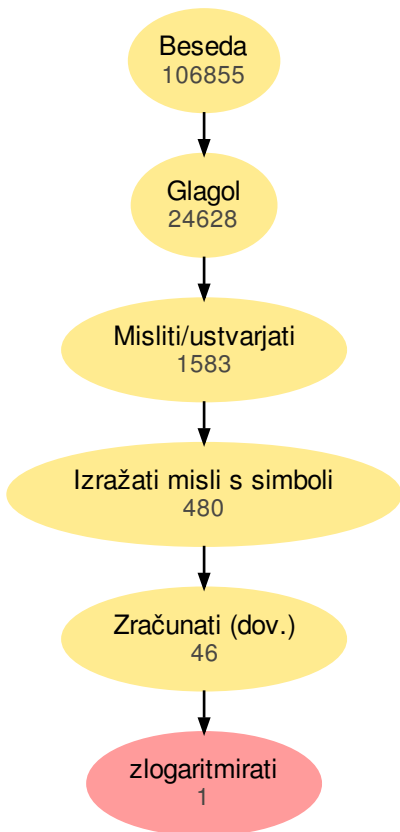 Beseda
106855
Glagol
24628
Misliti/ustvarjati
1583
Izražati misli s simboli
480
Zračunati (dov.)
46
zlogaritmirati
1